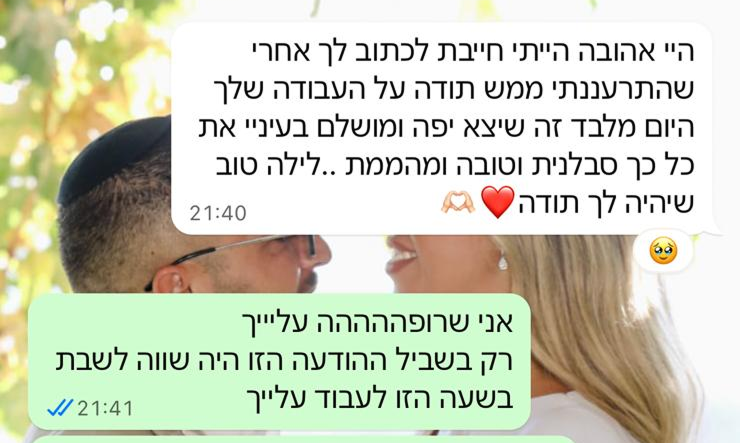 היי אהובה הייתי חייבת לכתוב לך אחרי
שהתרעננתי ממש תודה על העבודה שלך
היום מלבד זה שיצא יפה ומושלם בעיניי את
כל כך סבלנית וטובה ומהממת ..לילה טוב
שיהיה לך תודה❤️🫶🏻
21:40
🥹
אני שרופההההה עלייייך
רק בשביל ההודעה הזו היה שווה לשבת
בשעה הזו לעבוד עלייך
21:41